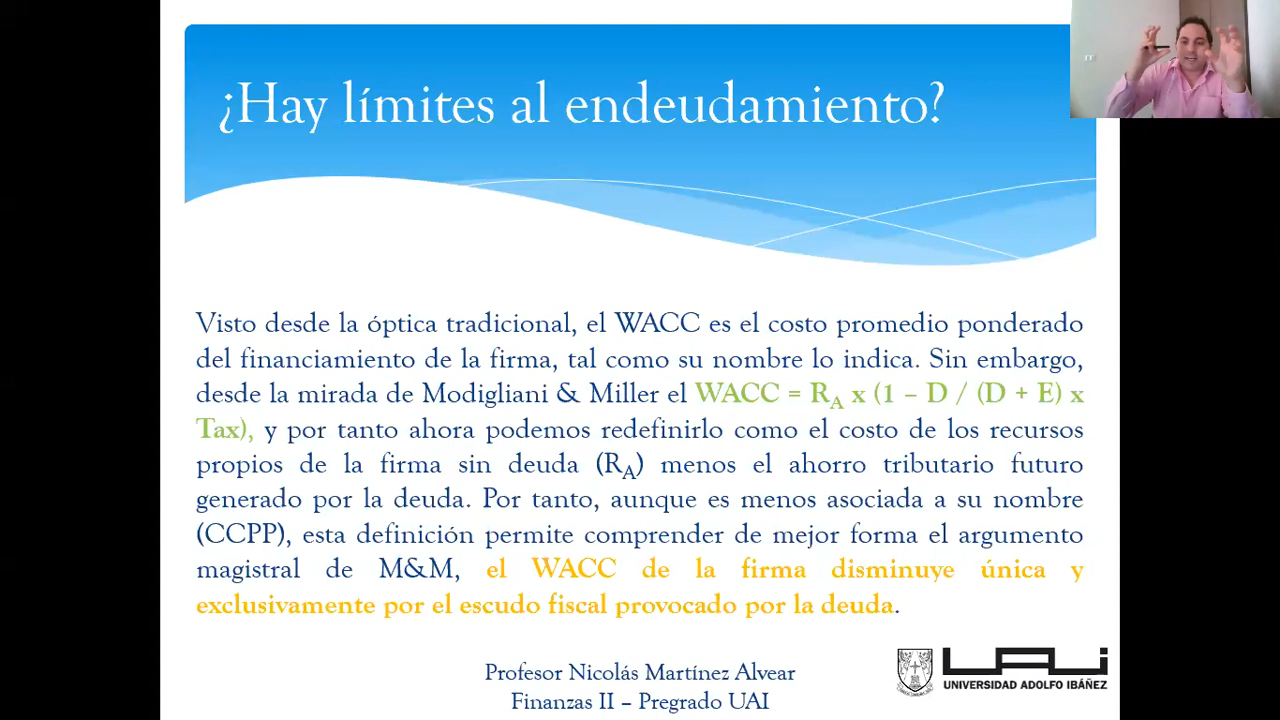 ¿Hay límites al endeudamiento?
Visto desde la óptica tradicional, el WACC es el costo promedio ponderado
del financiamiento de la firma, tal como su nombre lo indica. Sin embargo,
desde la mirada de Modigliani & Miller el WACC = RA x (1 – D / (D + E) x
Tax), y por tanto ahora podemos redefinirlo como el costo de los recursos
propios de la firma sin deuda (RA) menos el ahorro tributario futuro
generado por la deuda. Por tanto, aunque es menos asociada a su nombre
(CCPP), esta definición permite comprender de mejor forma el argumento
magistral de M&M, el WACC de la firma disminuye única y
exclusivamente por el escudo fiscal provocado por la deuda.
Profesor Nicolás Martínez Alvear
Finanzas II – Pregrado UAI
UAI
UNIVERSIDAD ADOLFO IBÁÑEZ